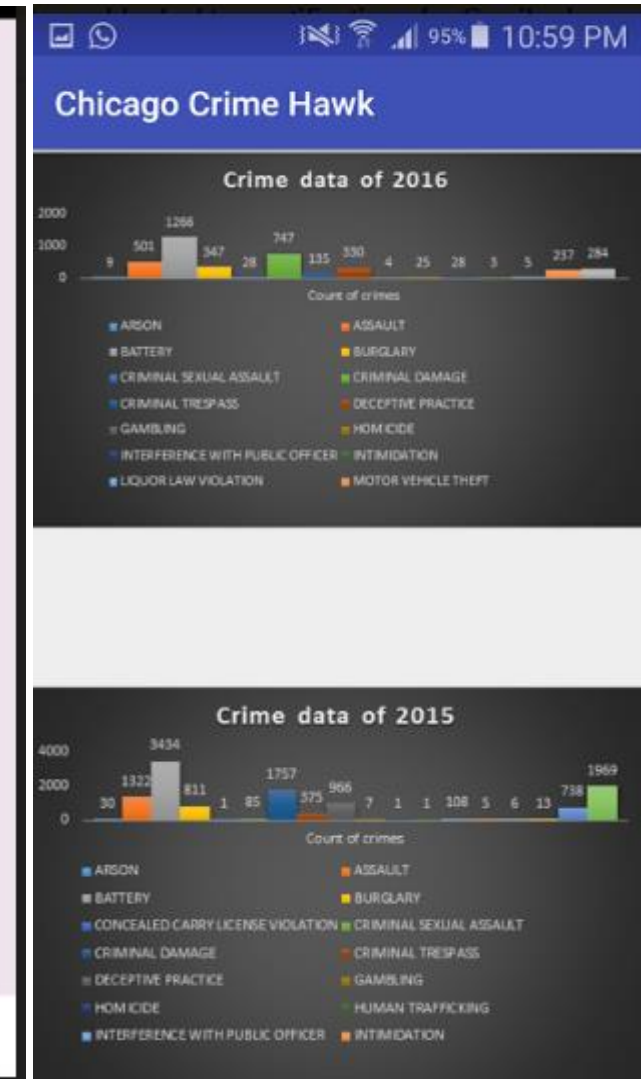 95% 10:59 PM
Chicago Crime Hawk
Crime data of 2016
2000
1000
0
9 501 1266 347 28 747 135 330 4 25 28 3 5 237 284
Count of crimes
ARSON ASSAULT
BATTERY BURGLARY
CRIMINAL SEXUAL ASSAULT CRIMINAL DAMAGE
CRIMINAL TRESPASS DECEPTIVE PRACTICE
GAMBLING HOMICIDE
INTERFERENCE WITH PUBLIC OFFICER INTIMIDATION
LIQUOR LAW VIOLATION MOTOR VEHICLE THEFT
Crime data of 2015
4000
2000
0
30 1322 3434 811 1 85 1757 375 966 7 1 1 108 5 6 13 738 1969
Count of crimes
ARSON ASSAULT
BATTERY BURGLARY
CONCEALED CARRY LICENSE VIOLATION CRIMINAL SEXUAL ASSAULT
CRIMINAL DAMAGE CRIMINAL TRESPASS
DECEPTIVE PRACTICE GAMBLING
HOMICIDE HUMAN TRAFFICKING
INTERFERENCE WITH PUBLIC OFFICER INTIMIDATION